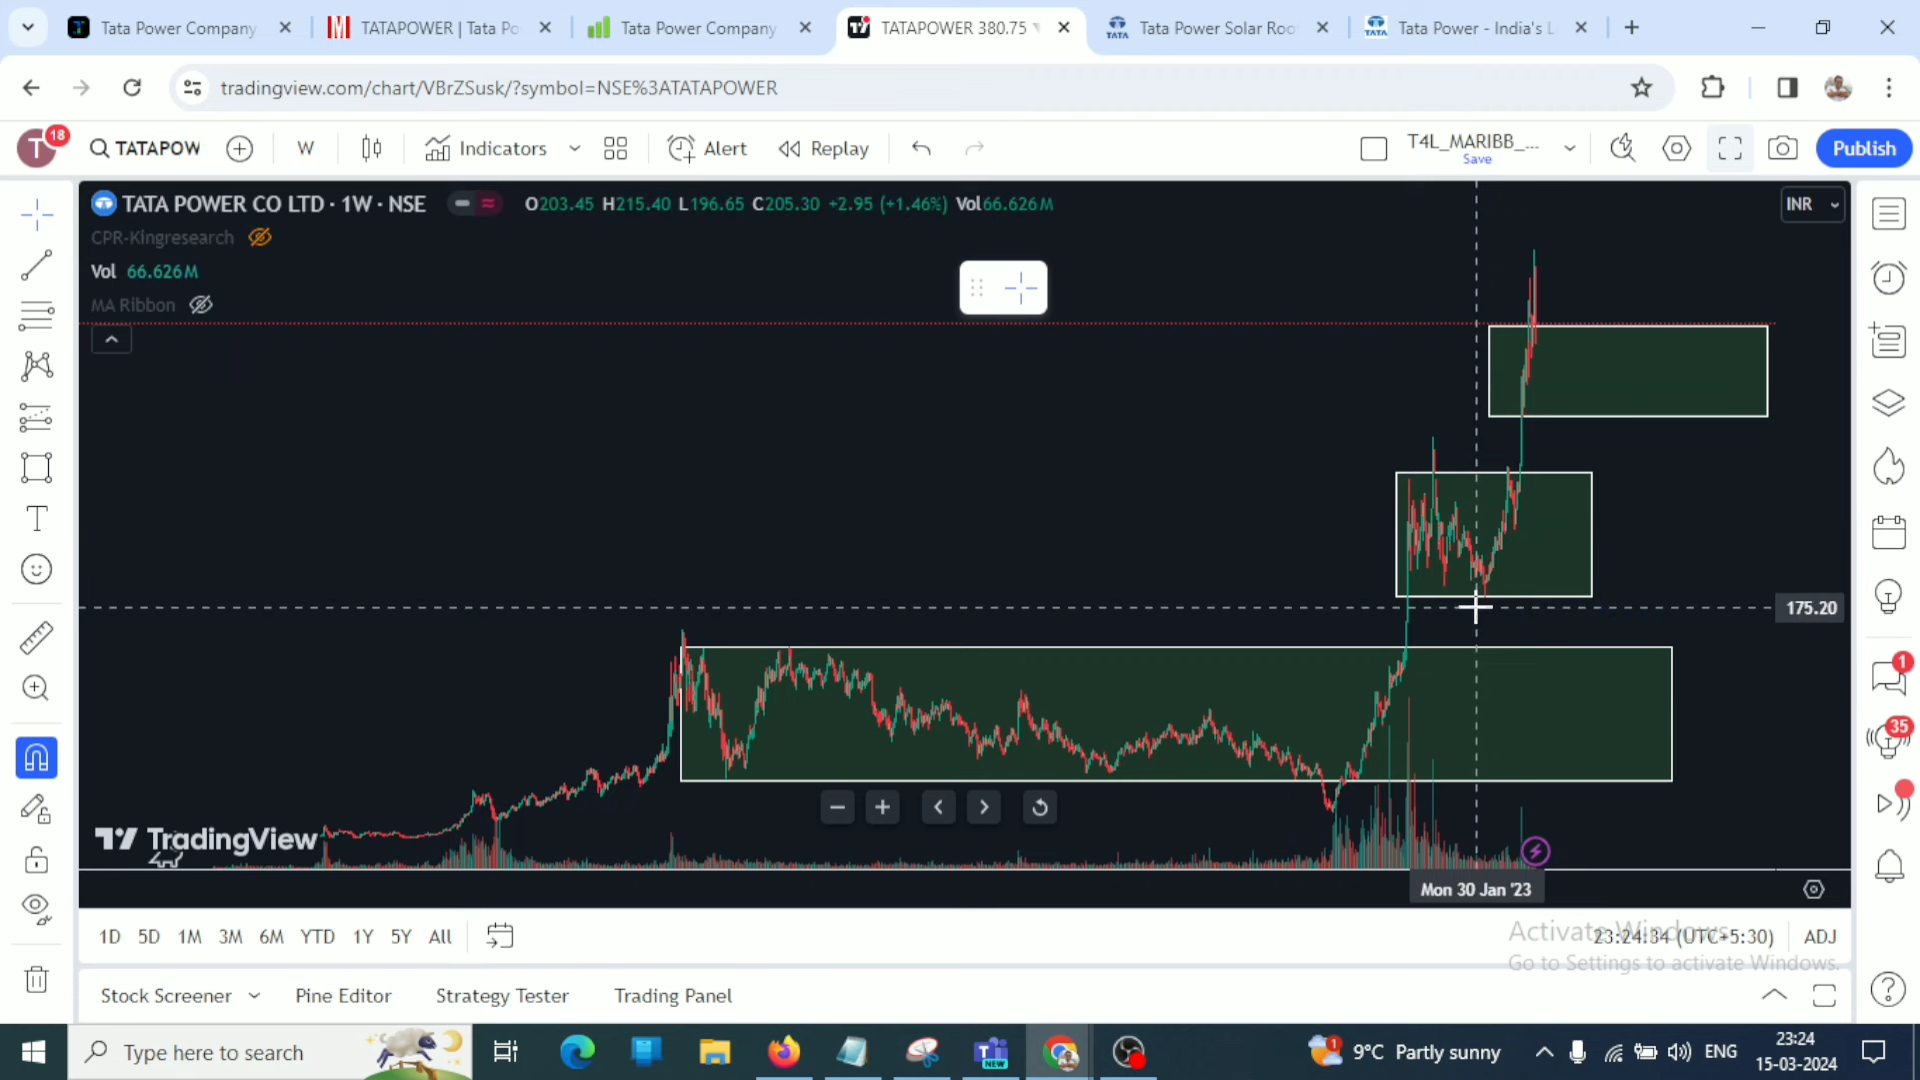 Tata Power Company
TATAPOWER | Tata Po
Tata Power Company
TATAPOWER 380.75
Tata Power Solar Roo
Tata Power - India's L
tradingview.com/chart/VBrZSusk/?symbol=NSE%3ATATAPOWER
T 18
TATAPOW
W
Indicators
Alert
Replay
T4L_MARIBB_...
Save
Publish
TATA POWER CO LTD · 1W · NSE
O203.45 H215.40 L196.65 C205.30 +2.95 (+1.46%) Vol66.626M
INR
CPR-Kingresearch
Vol 66.626M
MA Ribbon
175.20
1
35
TradingView
Mon 30 Jan '23
1D 5D 1M 3M 6M YTD 1Y 5Y All
23:24:34 (UTC+5:30)
ADJ
Activate Windows
Go to Settings to activate Windows.
Stock Screener
Pine Editor
Strategy Tester
Trading Panel
Type here to search
NEW
1
9°C Partly sunny
ENG
23:24
15-03-2024